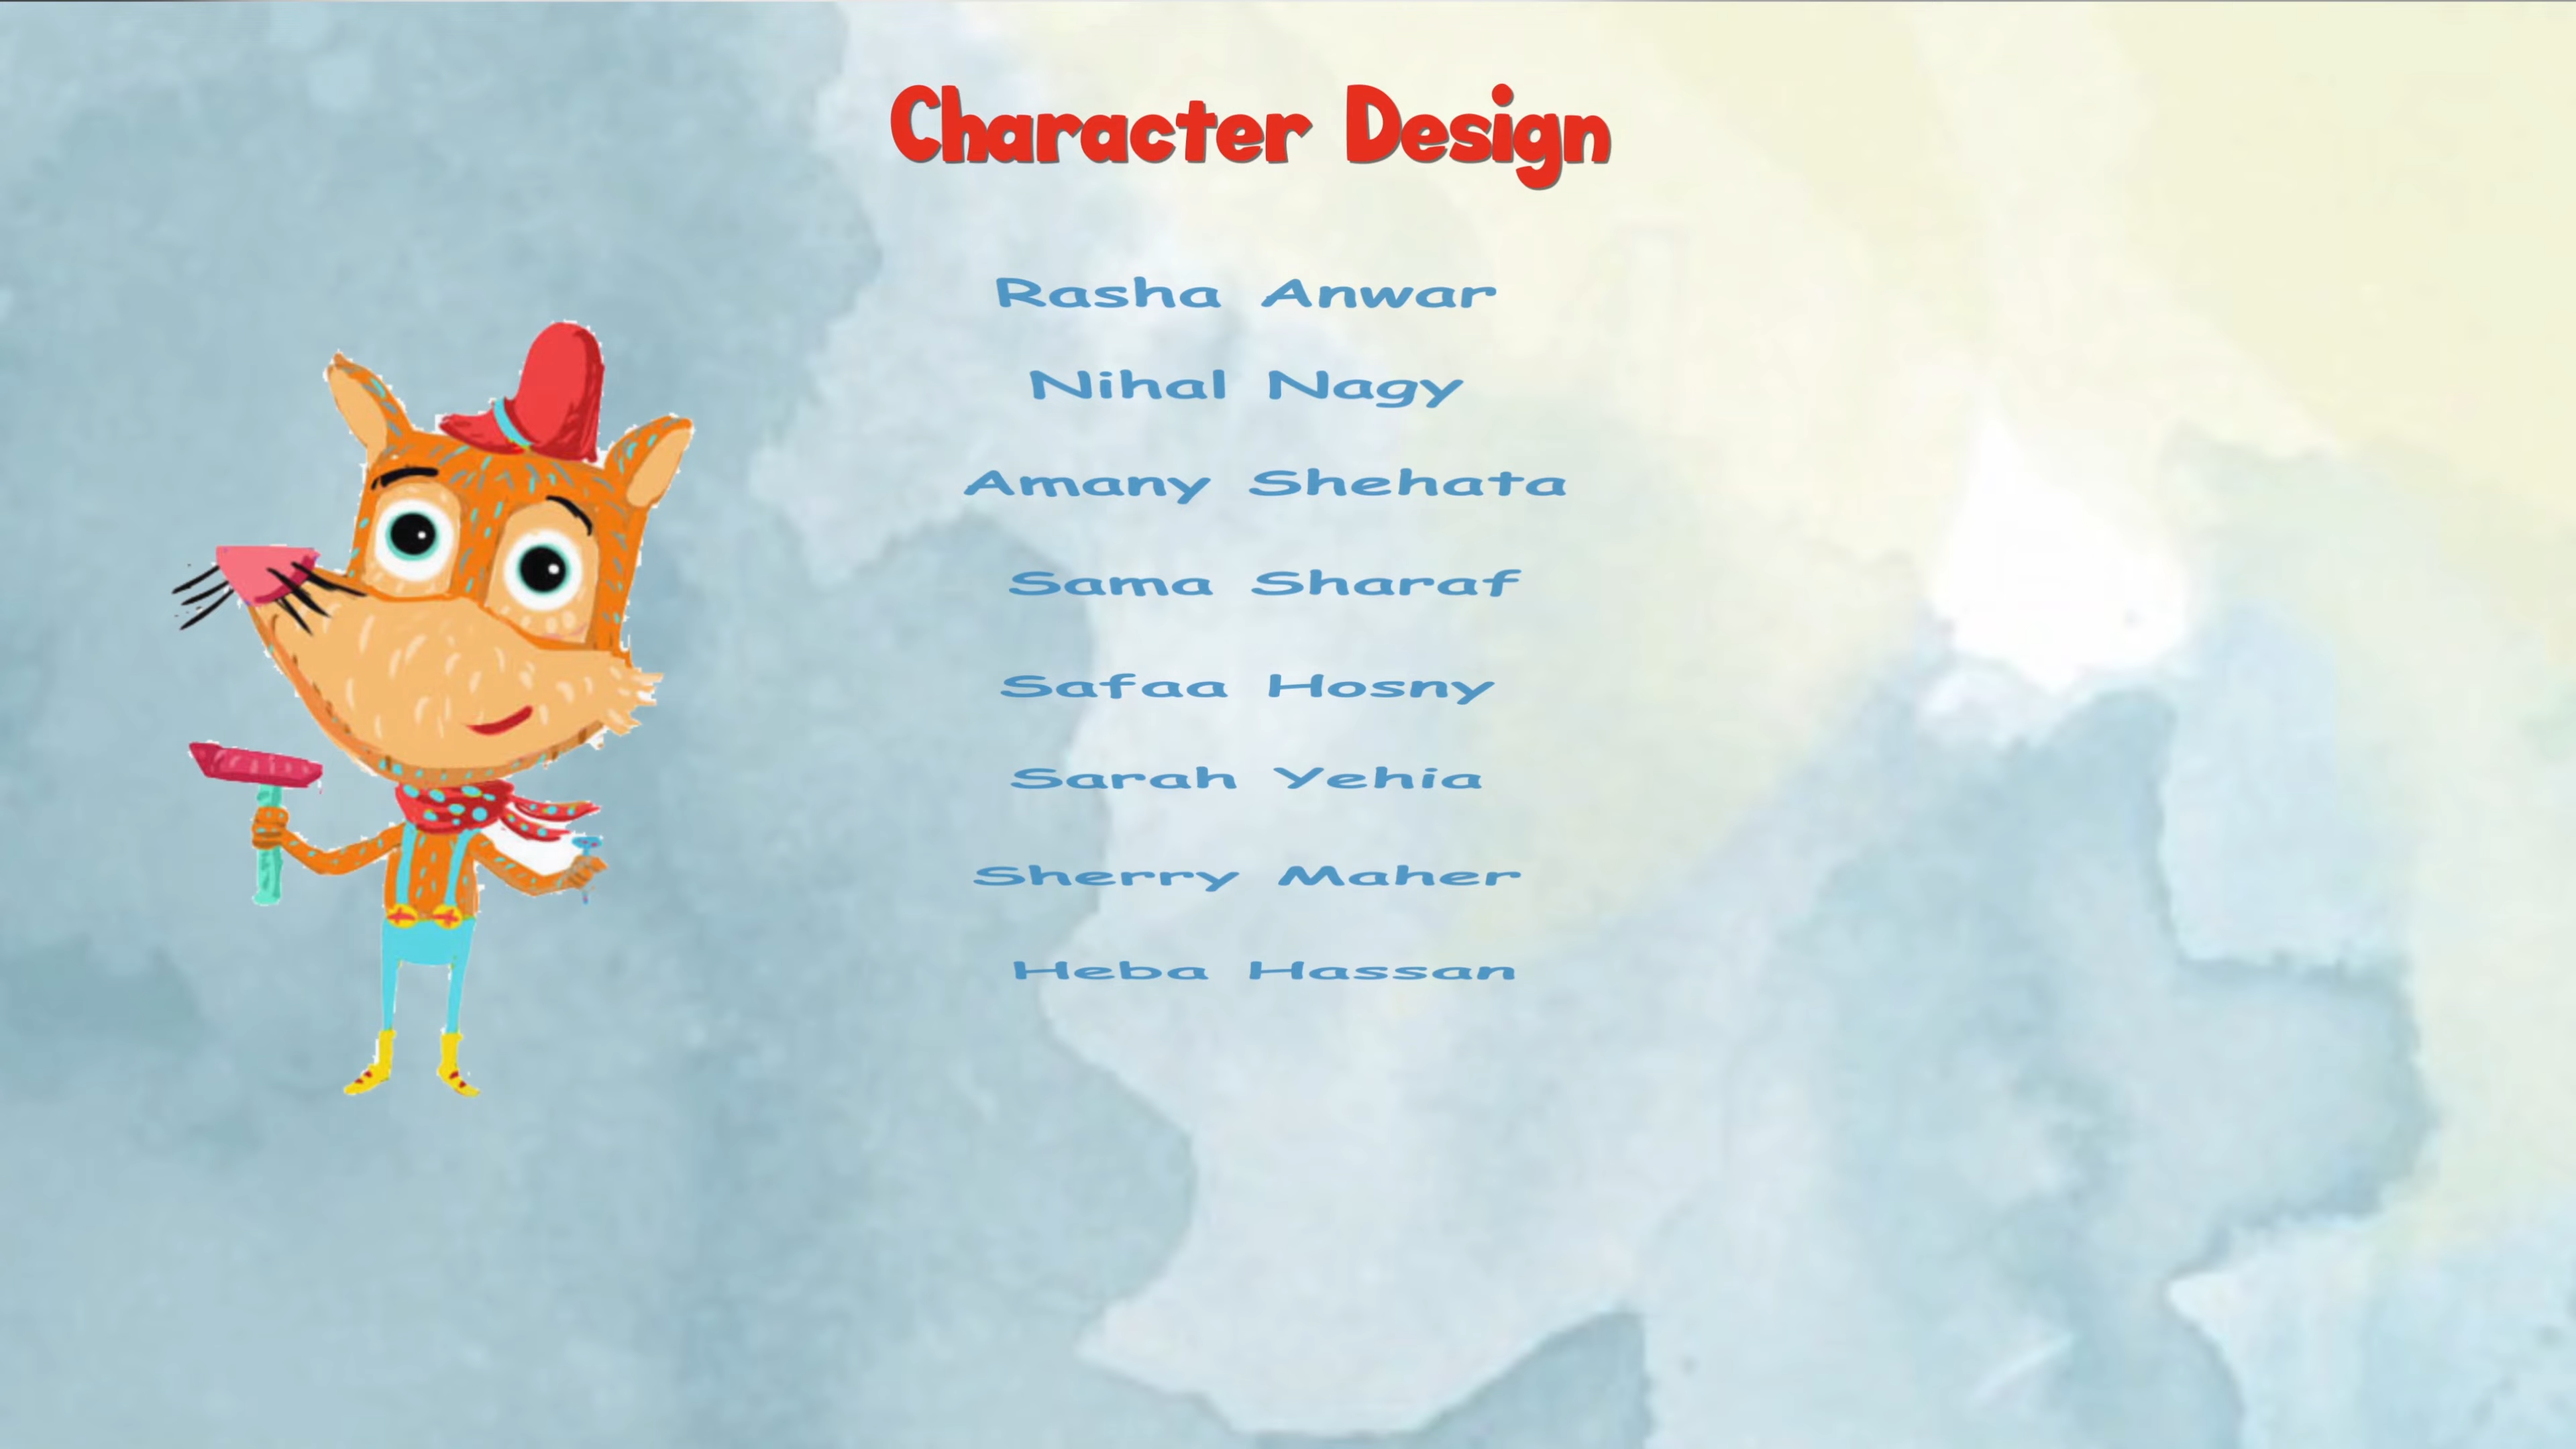 Character Design
Rasha Anwar
Nihal Nagy
Amany Shehata
Sama Sharaf
Safaa Hosny
Sarah Yehia
Sherry Maher
Heba Hassan